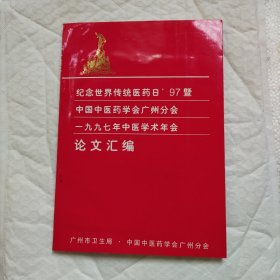 纪念世界传统医药日'97暨
中国中医药学会广州分会
一九九七年中医学术年会
论文汇编
广州市卫生局·中国中医药学会广州分会